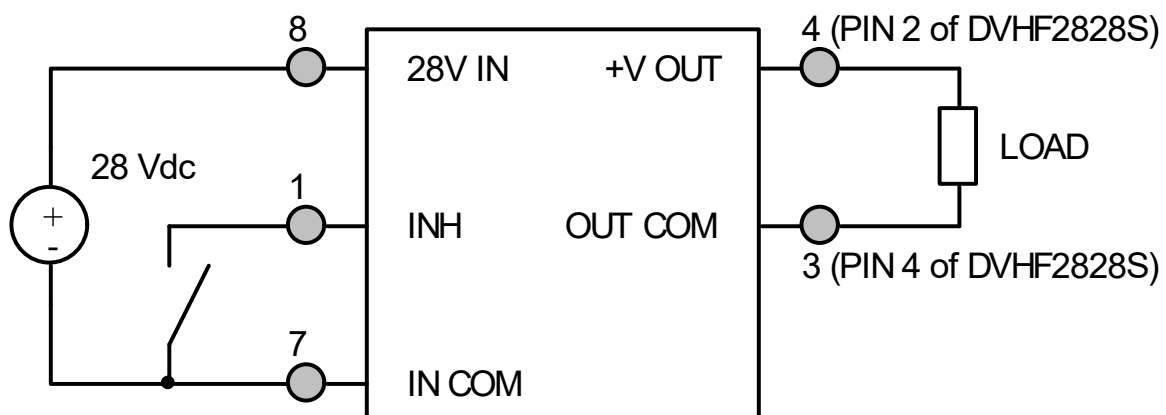 8
4 (PIN 2 of DVHF2828S)
28V IN
+V OUT
28 Vdc
LOAD
1
+
-
INH
OUT COM
3 (PIN 4 of DVHF2828S)
7
IN COM